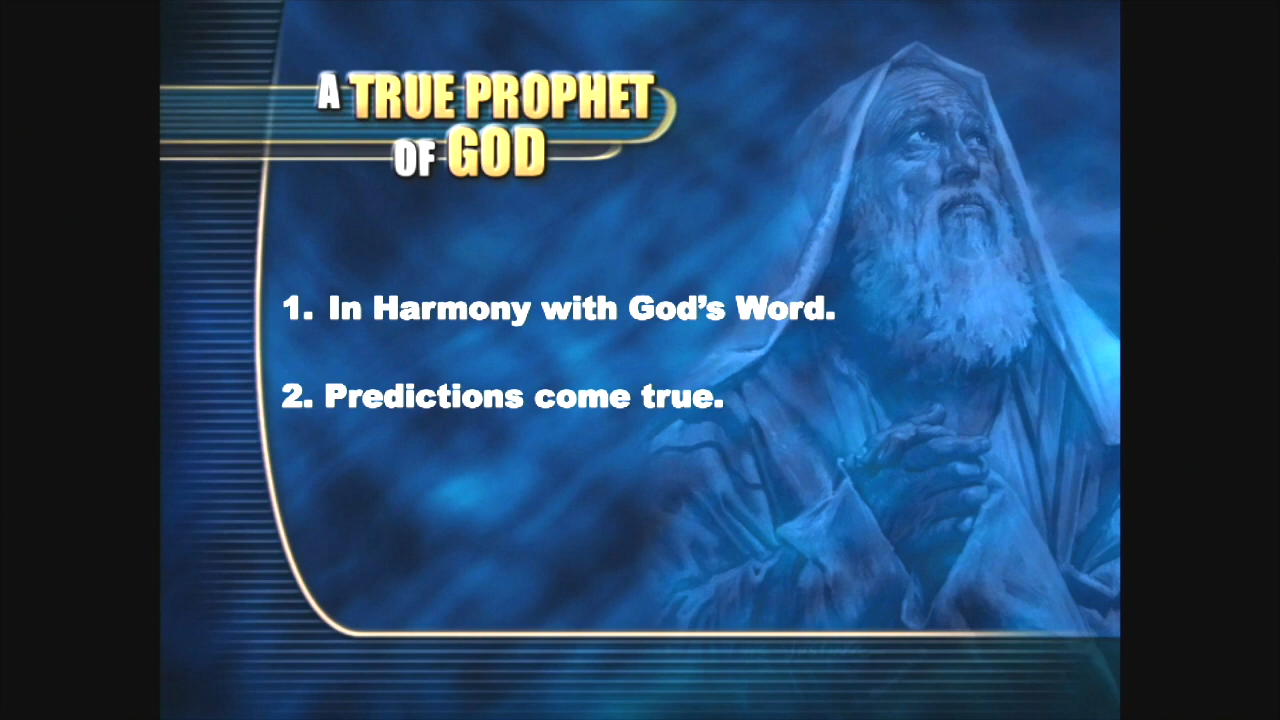 A TRUE PROPHET
OF GOD
1. In Harmony with God’s Word.
2. Predictions come true.